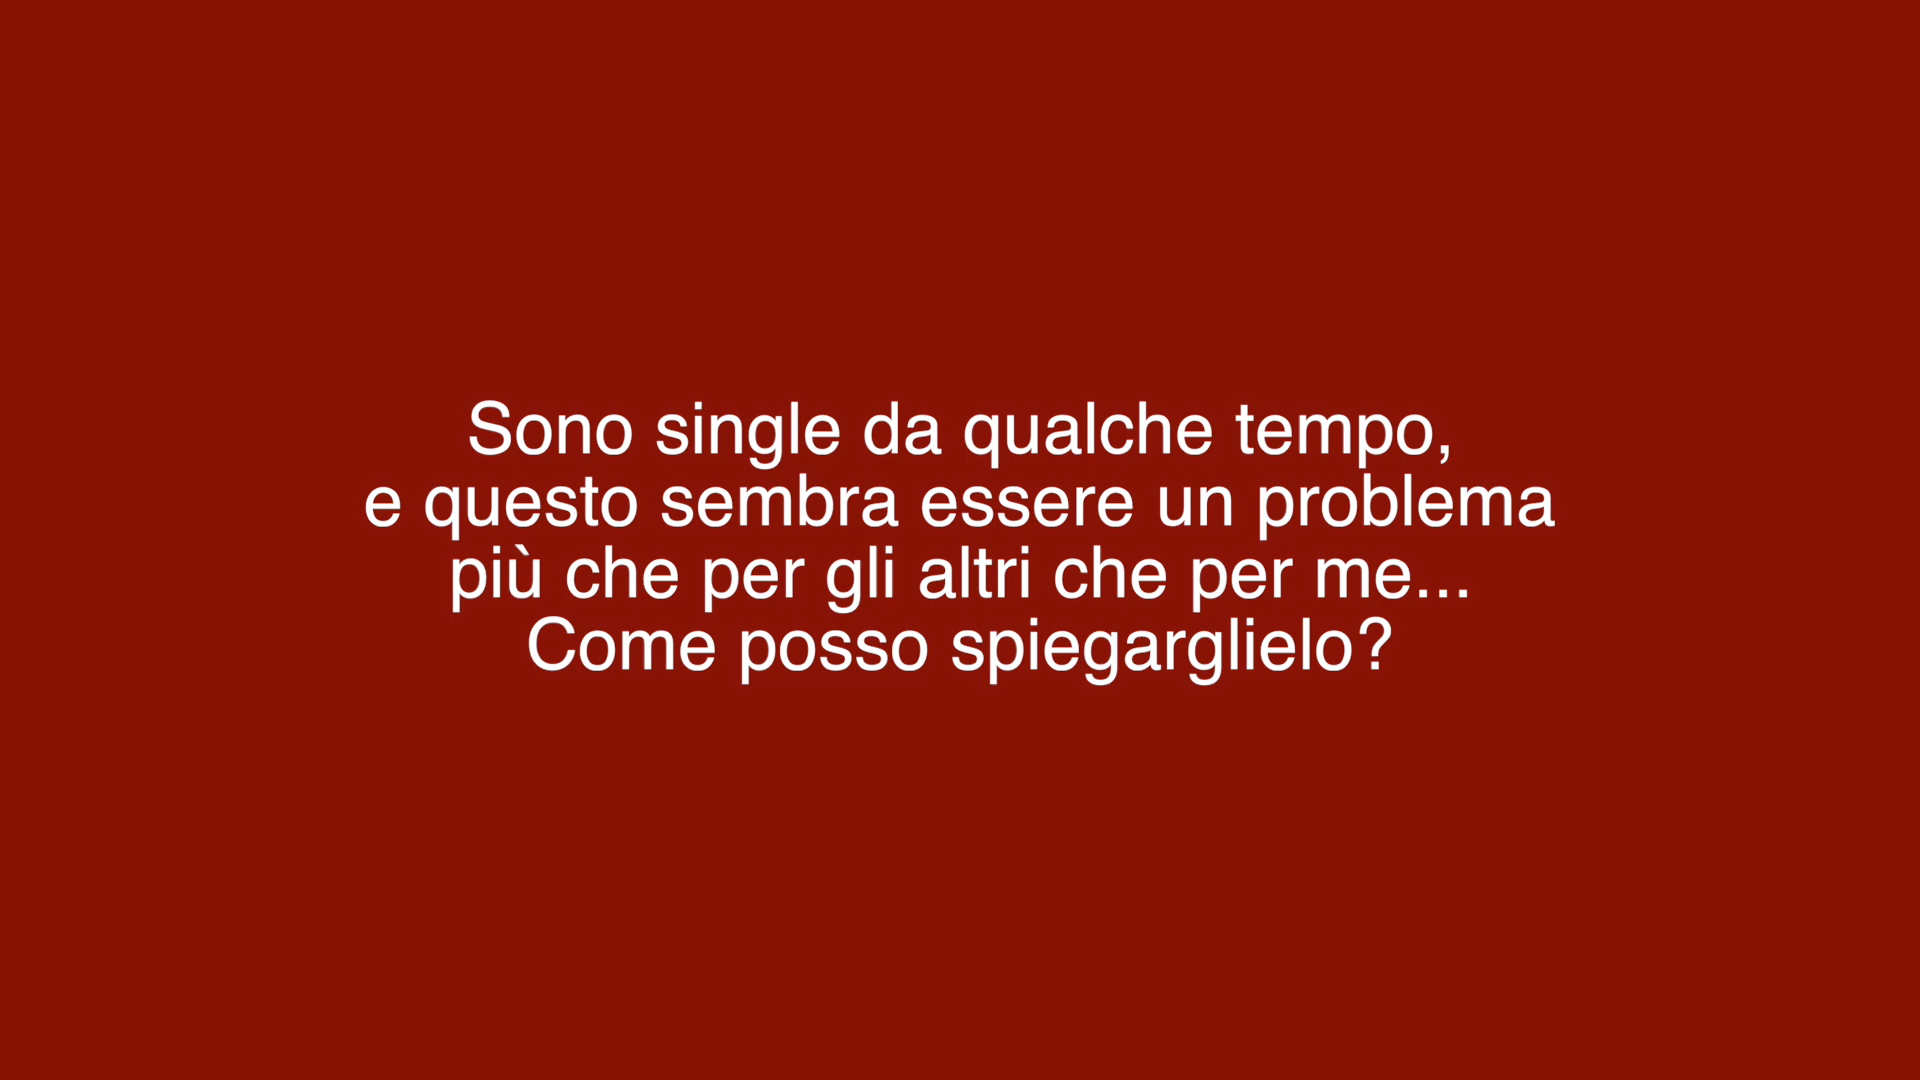 Sono single da qualche tempo,
e questo sembra essere un problema
più che per gli altri che per me...
Come posso spiegarglielo?